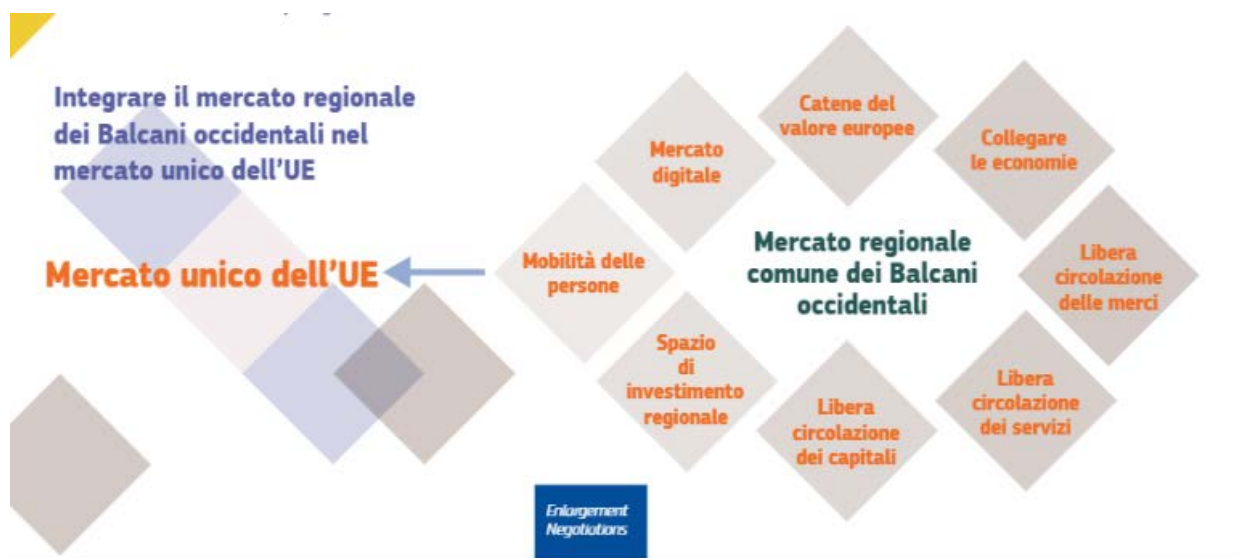 Integrare il mercato regionale
dei Balcani occidentali nel
mercato unico dell'UE
Mercato unico dell'UE
Catene del
valore europee
Mercato
digitale
Collegare
le economie
Mobilità delle
persone
Mercato regionale
comune dei Balcani
occidentali
Libera
circolazione
delle merci
Spazio
di
investimento
regionale
Libera
circolazione
dei capitali
Libera
circolazione
dei servizi
Enlargement
Negotiations